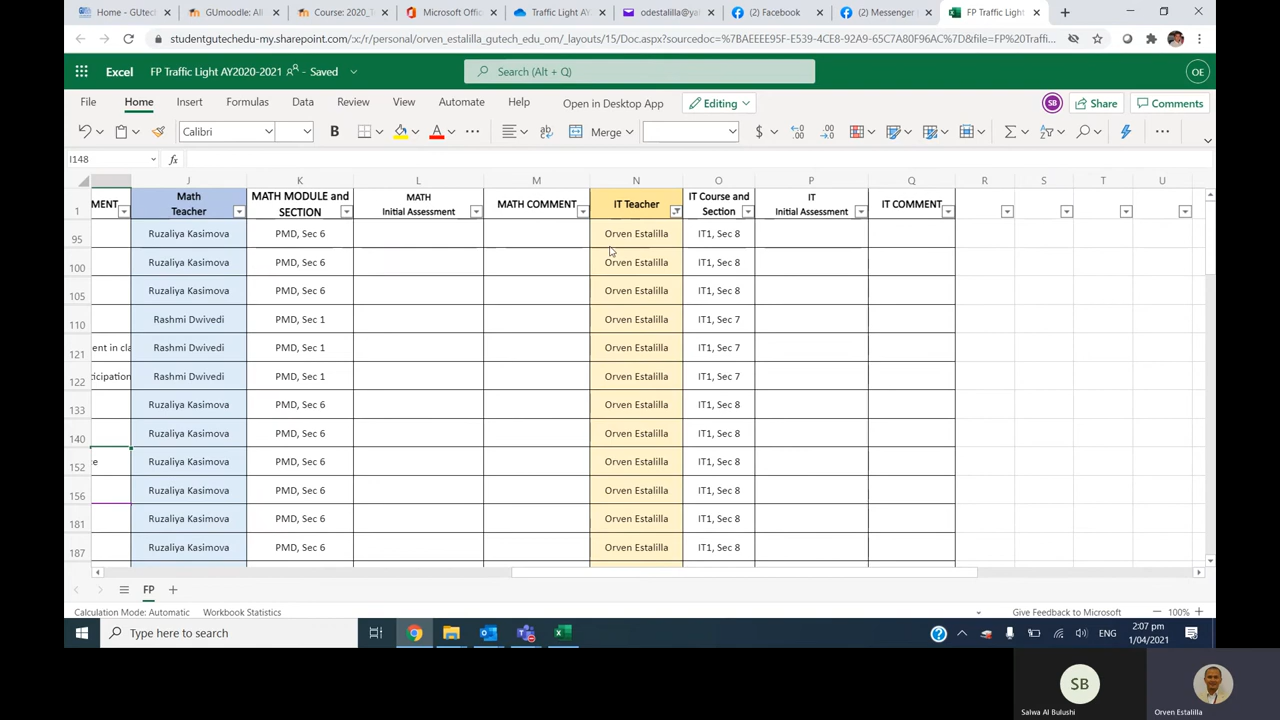 Home - GUtech
GUmoodle: All
Course: 2020_
Microsoft Offic
Traffic Light AY
odestalilla@ya
Facebook
Messenger
FP Traffic Ligh
studentgutechedu-my.sharepoint.com/:x:/r/personal/orven_estalilla_gutech_edu_om/_layouts/15/Doc.aspx?sourcedoc=%7BAEEEE95F-E539-4CE8-92A9-65C7A80F96AC%7D&file=FP%20Traffi...
Excel
FP Traffic Light AY2020-2021 - Saved
Search (Alt + Q)
OE
File Home Insert Formulas Data Review View Automate Help Open in Desktop App Editing SB Share Comments
Calibri B A Merge $ .00
I148 fx
J K L M N O P Q R S T U
1 MENT Math Teacher MATH MODULE and SECTION MATH Initial Assessment MATH COMMENT IT Teacher IT Course and Section IT Initial Assessment IT COMMENT
95 Ruzaliya Kasimova PMD, Sec 6 Orven Estalilla IT1, Sec 8
100 Ruzaliya Kasimova PMD, Sec 6 Orven Estalilla IT1, Sec 8
105 Ruzaliya Kasimova PMD, Sec 6 Orven Estalilla IT1, Sec 8
110 Rashmi Dwivedi PMD, Sec 1 Orven Estalilla IT1, Sec 7
121 ent in cla Rashmi Dwivedi PMD, Sec 1 Orven Estalilla IT1, Sec 7
122 ticipation Rashmi Dwivedi PMD, Sec 1 Orven Estalilla IT1, Sec 7
133 Ruzaliya Kasimova PMD, Sec 6 Orven Estalilla IT1, Sec 8
140 Ruzaliya Kasimova PMD, Sec 6 Orven Estalilla IT1, Sec 8
152 e Ruzaliya Kasimova PMD, Sec 6 Orven Estalilla IT1, Sec 8
156 Ruzaliya Kasimova PMD, Sec 6 Orven Estalilla IT1, Sec 8
181 Ruzaliya Kasimova PMD, Sec 6 Orven Estalilla IT1, Sec 8
187 Ruzaliya Kasimova PMD, Sec 6 Orven Estalilla IT1, Sec 8
FP
Calculation Mode: Automatic Workbook Statistics Give Feedback to Microsoft 100%
Type here to search
ENG
2:07 pm
1/04/2021
SB
Salwa Al Bulushi
Orven Estalilla